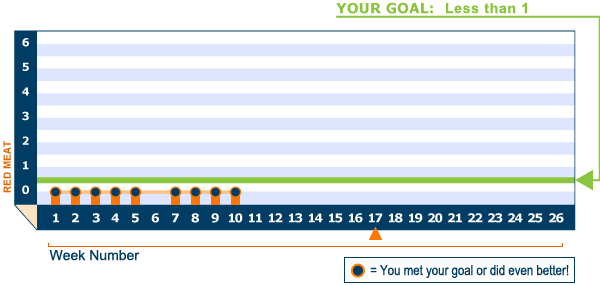 YOUR GOAL: Less than 1
6
5
4
3
2
1
0
RED MEAT
1 2 3 4 5 6 7 8 9 10 11 12 13 14 15 16 17 18 19 20 21 22 23 24 25 26
Week Number
= You met your goal or did even better!